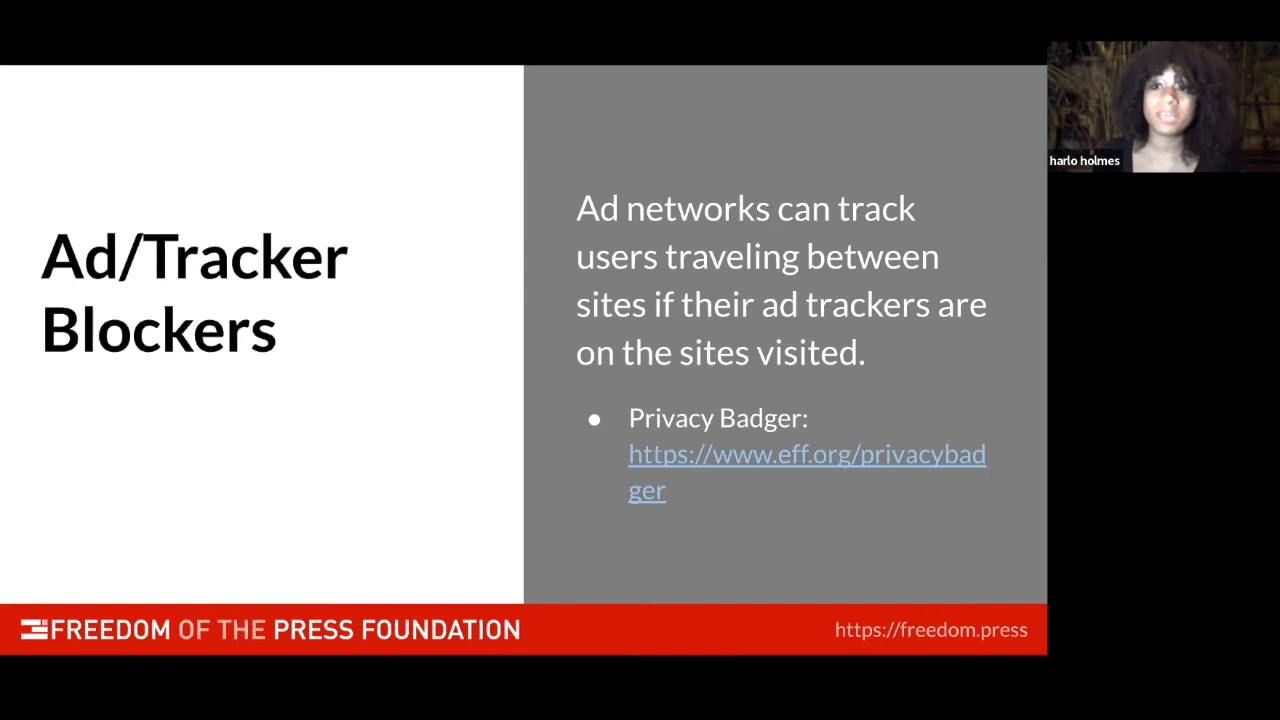 Ad/Tracker
Blockers
Ad networks can track
users traveling between
sites if their ad trackers are
on the sites visited.
● Privacy Badger:
https://www.eff.org/privacybad
ger
FREEDOM OF THE PRESS FOUNDATION
https://freedom.press
harlo holmes